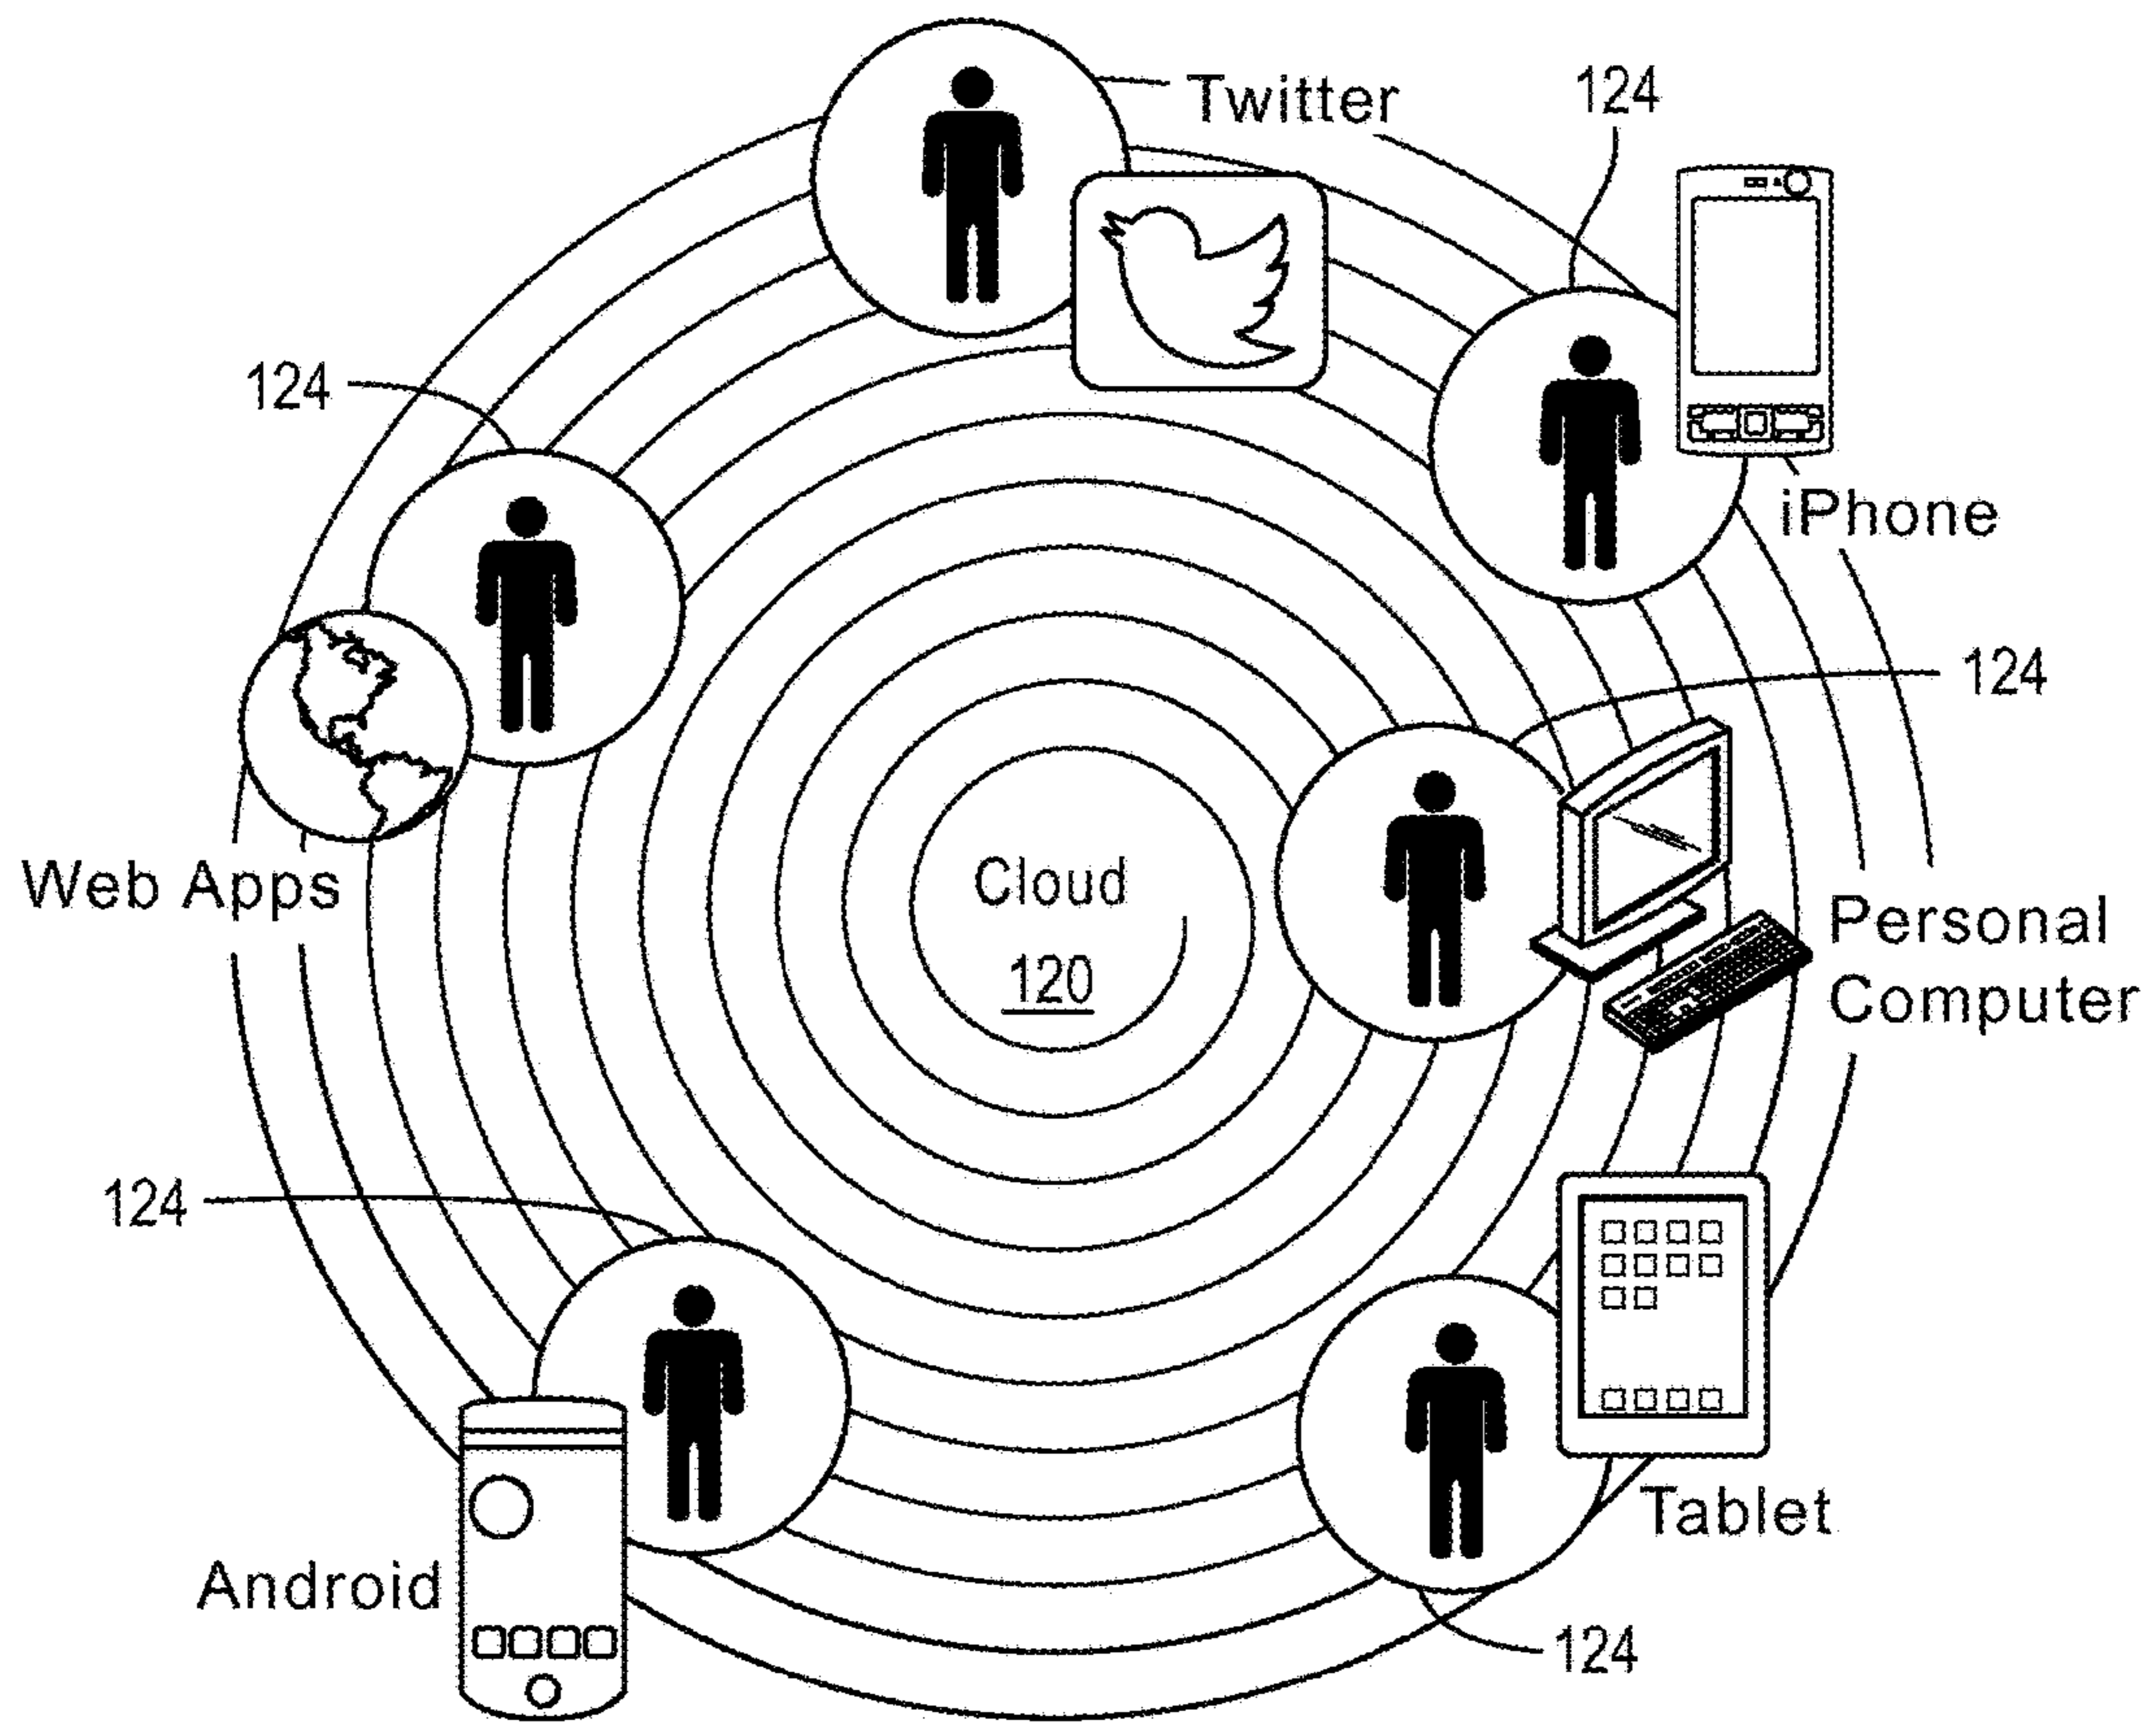 Twitter
124
124
iPhone
124
Web Apps
Cloud
120
Personal
Computer
124
Tablet
Android
124